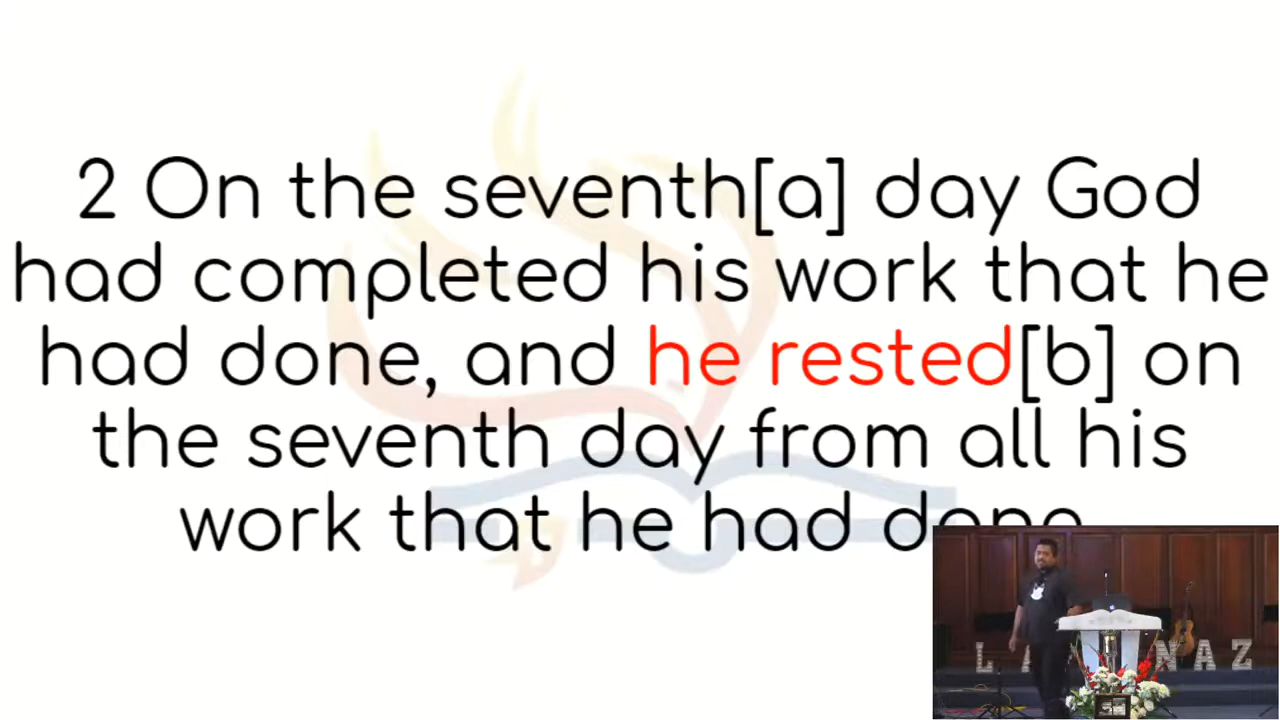 2 On the seventh[a] day God
had completed his work that he
had done, and he rested[b] on
the seventh day from all his
work that he had done
L A N A Z